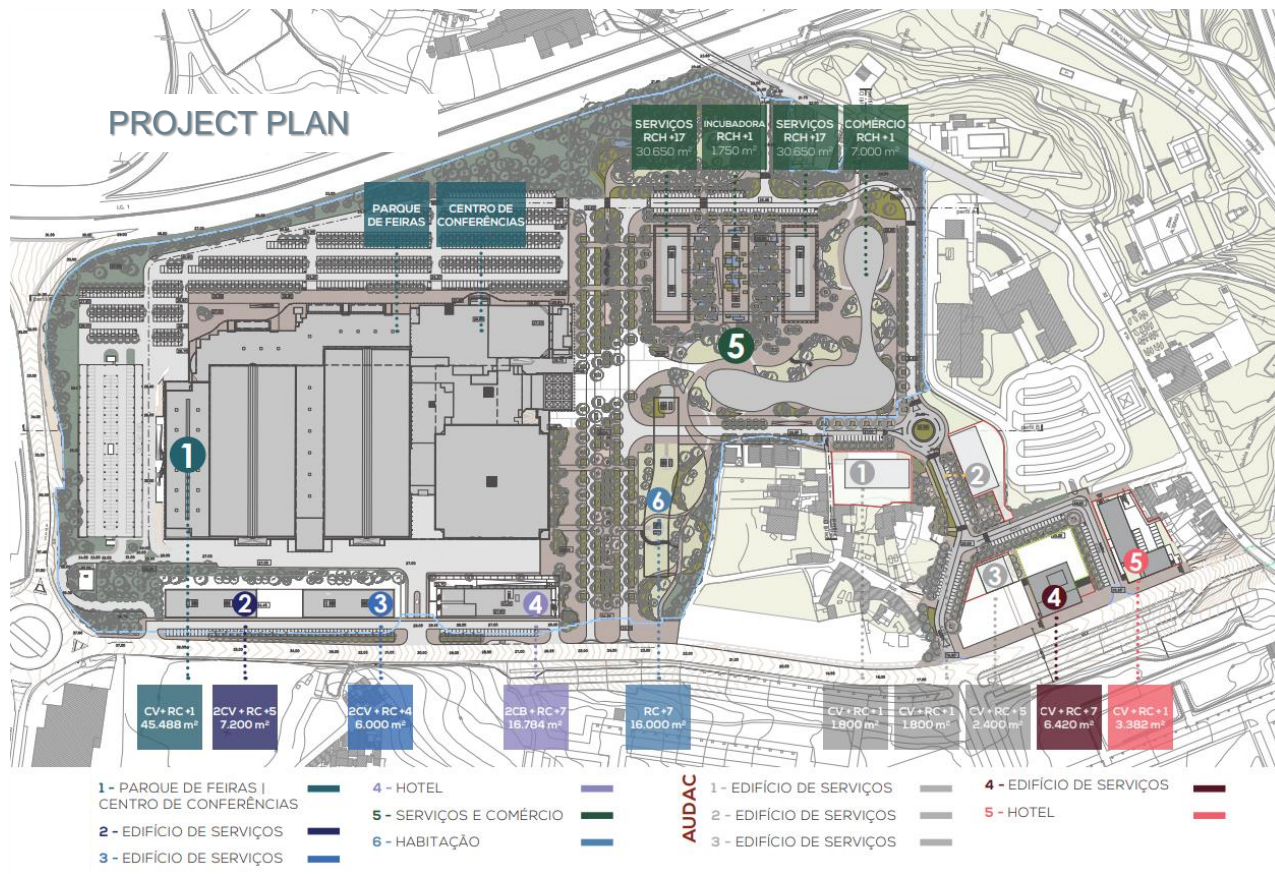 PROJECT PLAN
SERVIÇOS
RCH +17
30.650 m²
INCUBADORA
RCH +1
1.750 m²
SERVIÇOS
RCH +17
30.650 m²
COMÉRCIO
RCH + 1
7.000 m²
PARQUE
DE FEIRAS
CENTRO DE
CONFERÊNCIAS
I.C. 1
5
1
6
1
2
3
5
4
2
3
4
CV + RC + 1
45.488 m²
2CV + RC +5
7.200 m²
2CV + RC +4
6.000 m²
2CB + RC +7
16.784 m²
RC +7
16.000 m²
CV + RC +1
1.800 m²
CV + RC +1
1.800 m²
CV + RC +5
2.400 m²
CV + RC +7
6.420 m²
CV + RC +1
3.382 m²
1 - PARQUE DE FEIRAS |
CENTRO DE CONFERÊNCIAS
2 - EDIFÍCIO DE SERVIÇOS
3 - EDIFÍCIO DE SERVIÇOS
4 - HOTEL
5 - SERVIÇOS E COMÉRCIO
6 - HABITAÇÃO
AUDAC
1 - EDIFÍCIO DE SERVIÇOS
2 - EDIFÍCIO DE SERVIÇOS
3 - EDIFÍCIO DE SERVIÇOS
4 - EDIFÍCIO DE SERVIÇOS
5 - HOTEL